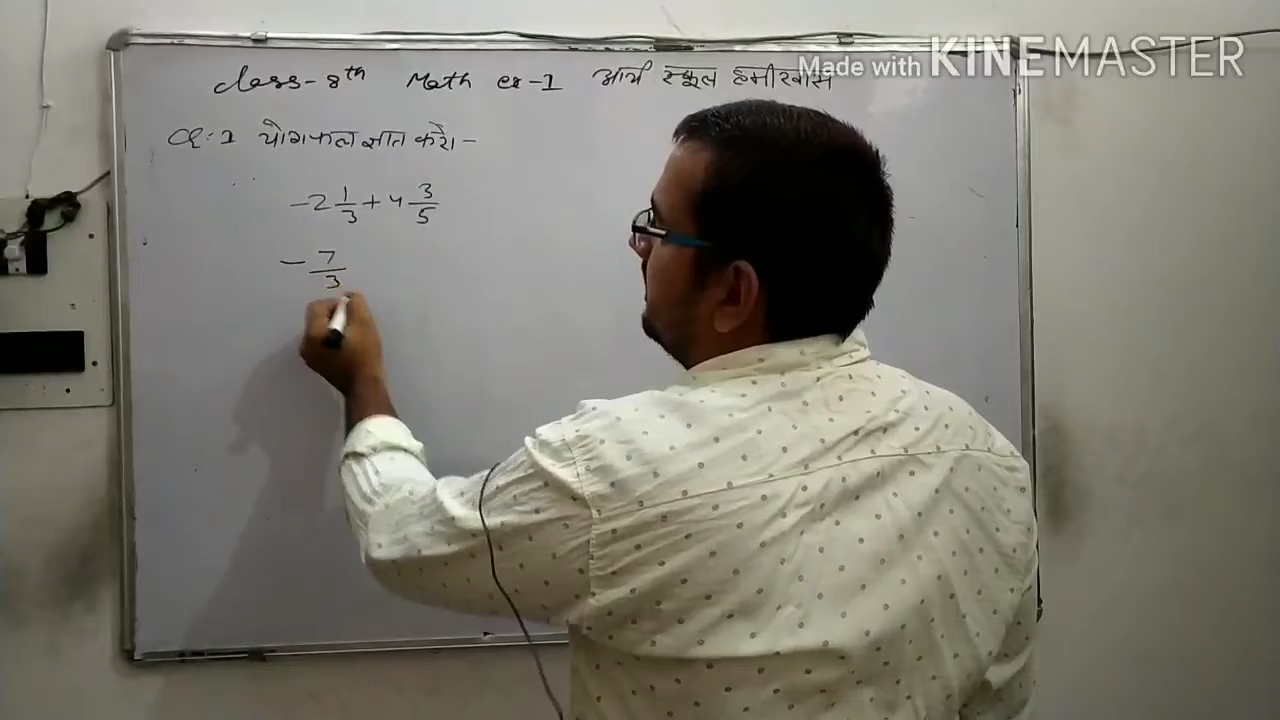 Made with KINEMASTER
class-8th Math ex-1 आर्य स्कूल हमीरवास
Q:1 योगफल ज्ञात करो-
-2 1/3 + 4 3/5
- 7/3